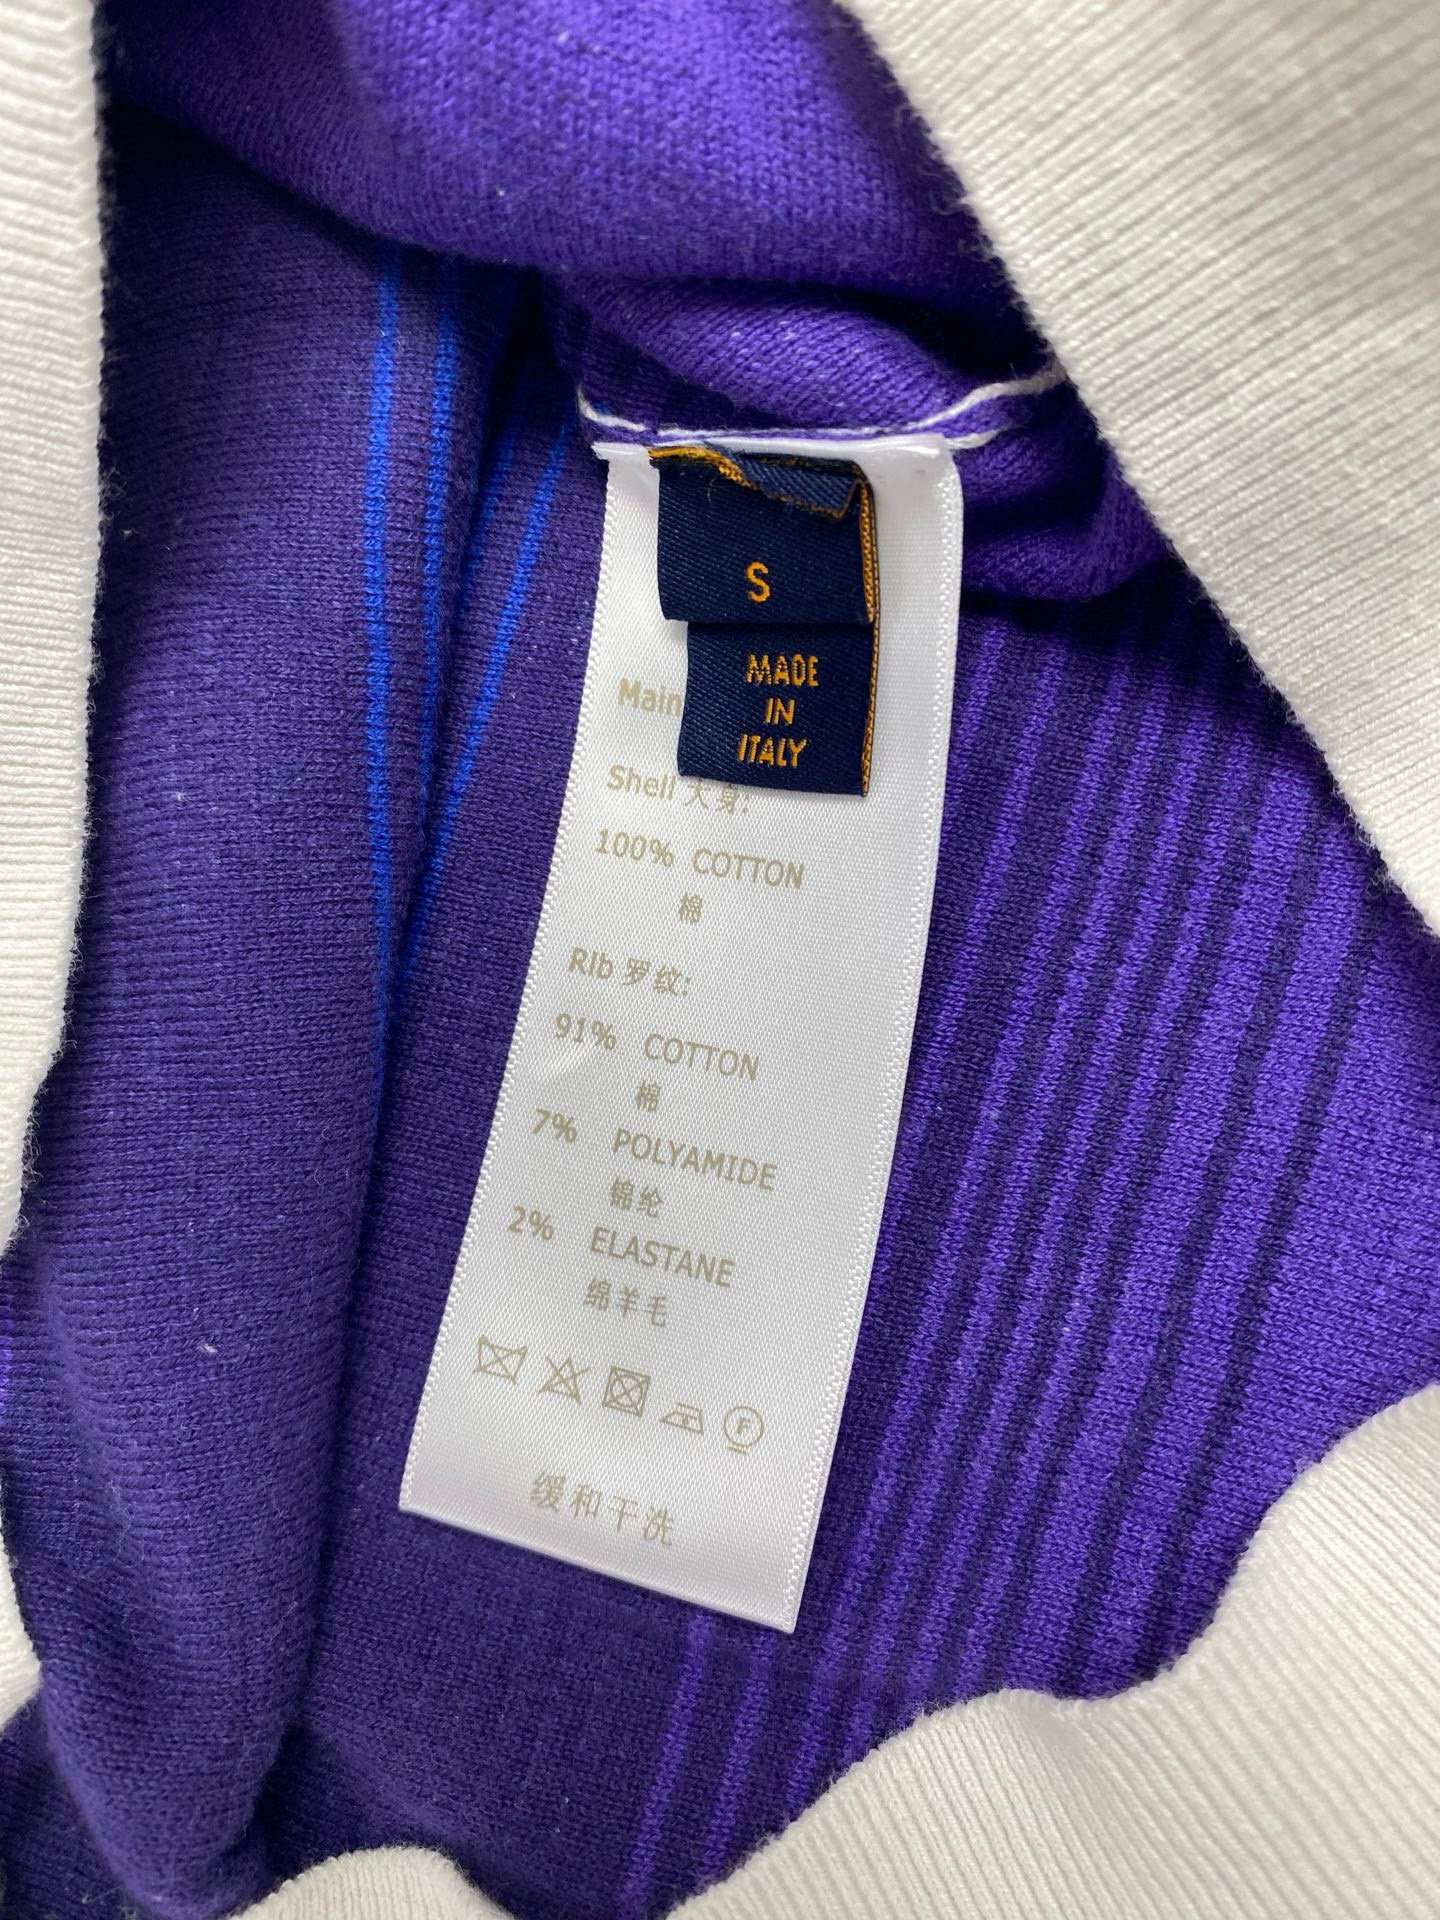 S
MADE
IN
ITALY
Main
Shell 大身:
100% COTTON
棉
Rib 罗纹:
91% COTTON
棉
7% POLYAMIDE
锦纶
2% ELASTANE
绵羊毛
F
缓和干洗